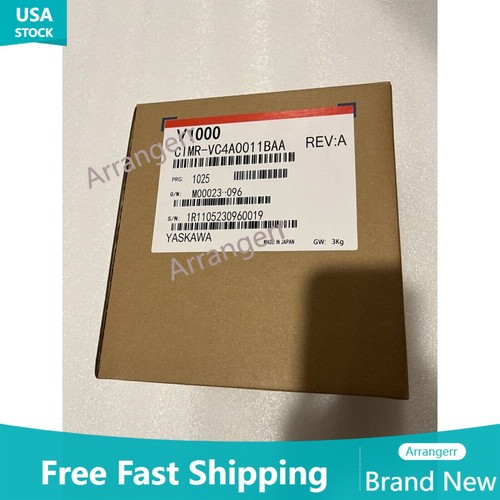 USA
STOCK
V1000
CIMR-VC4A0011BAA
REV:A
PRG: 1025
O/N: M00023-096
S/N: 1R1105230960019
YASKAWA
MADE IN JAPAN
GW: 3Kg
Arrangerr
Arrangerr
Free Fast Shipping
Arrangerr
Brand New